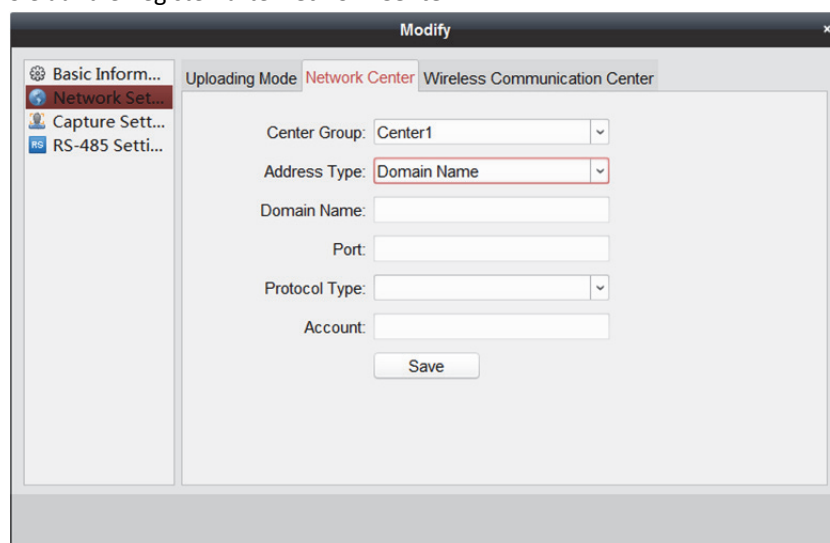 Modify
Basic Inform...
Network Set...
Capture Sett...
RS-485 Setti...
Uploading Mode Network Center Wireless Communication Center
Center Group: Center1
Address Type: Domain Name
Domain Name:
Port:
Protocol Type:
Account:
Save